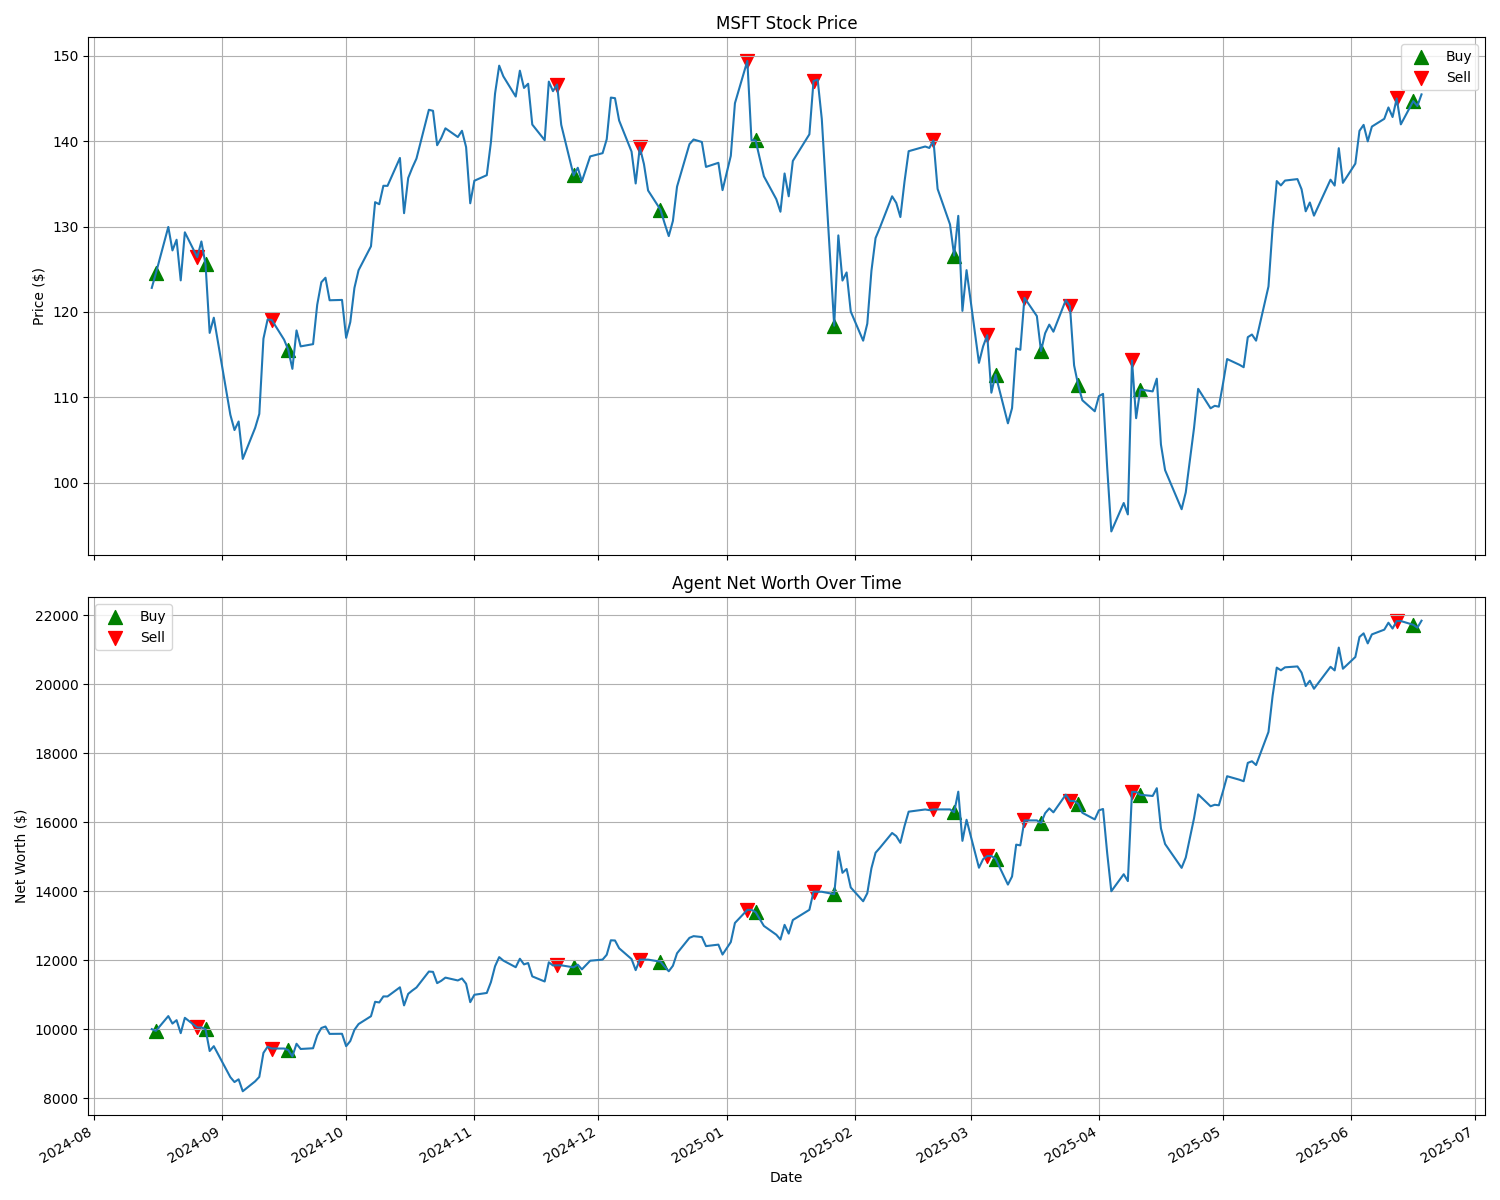 MSFT Stock Price
Price ($)
150
140
130
120
110
100
Buy
Sell
Agent Net Worth Over Time
Net Worth ($)
22000
20000
18000
16000
14000
12000
10000
8000
Buy
Sell
2024-08
2024-09
2024-10
2024-11
2024-12
2025-01
2025-02
2025-03
2025-04
2025-05
2025-06
2025-07
Date